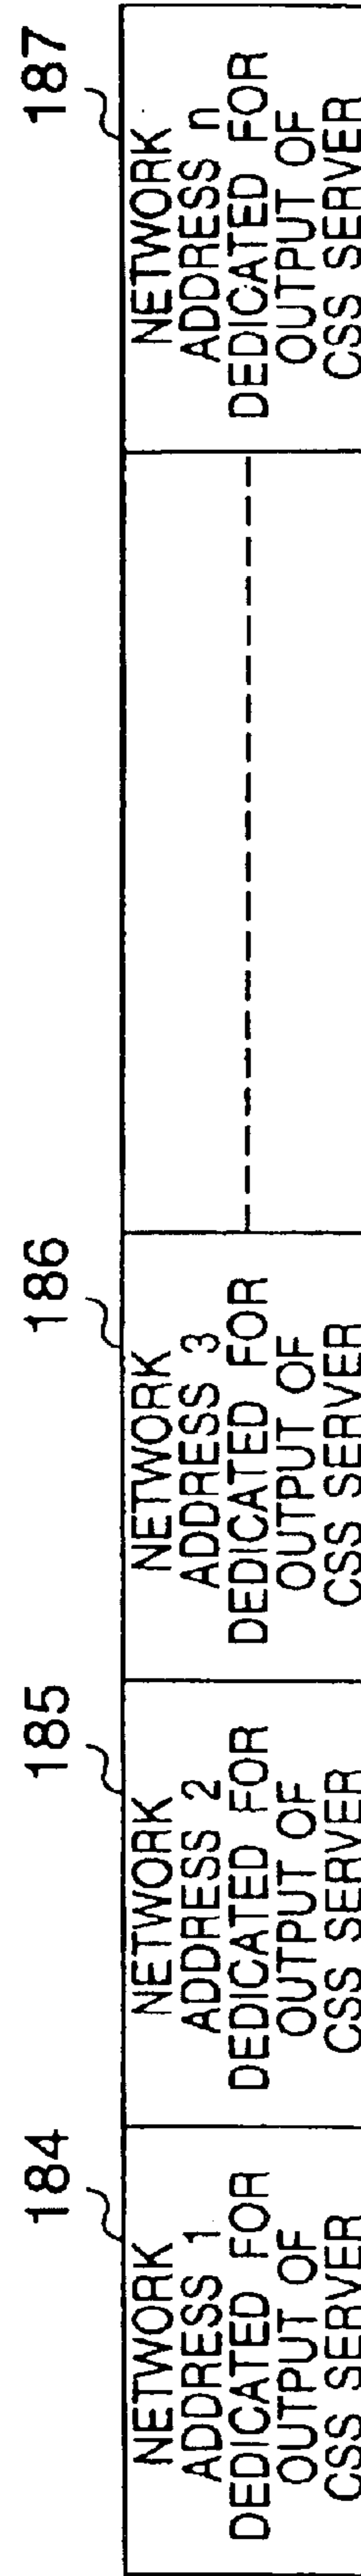 184
NETWORK
ADDRESS 1
DEDICATED FOR
OUTPUT OF
CSS SERVER
185
NETWORK
ADDRESS 2
DEDICATED FOR
OUTPUT OF
CSS SERVER
186
NETWORK
ADDRESS 3
DEDICATED FOR
OUTPUT OF
CSS SERVER
187
NETWORK
ADDRESS n
DEDICATED FOR
OUTPUT OF
CSS SERVER